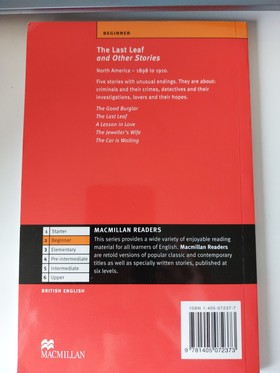 BEGINNER
The Last Leaf
and Other Stories
North America – 1898 to 1910.
Five stories with unusual endings. They are about:
criminals and their crimes, detectives and their
investigations, lovers and their hopes.
The Good Burglar
The Last Leaf
A Lesson in Love
The Jeweller's Wife
The Car is Waiting
1 Starter
2 Beginner
3 Elementary
4 Pre-intermediate
5 Intermediate
6 Upper
BRITISH ENGLISH
MACMILLAN READERS
This series provides a wide variety of enjoyable reading
material for all learners of English. Macmillan Readers
are retold versions of popular classic and contemporary
titles as well as specially written stories, published at
six levels.
MACMILLAN
ISBN 1-405-07237-7
9 781405 072373